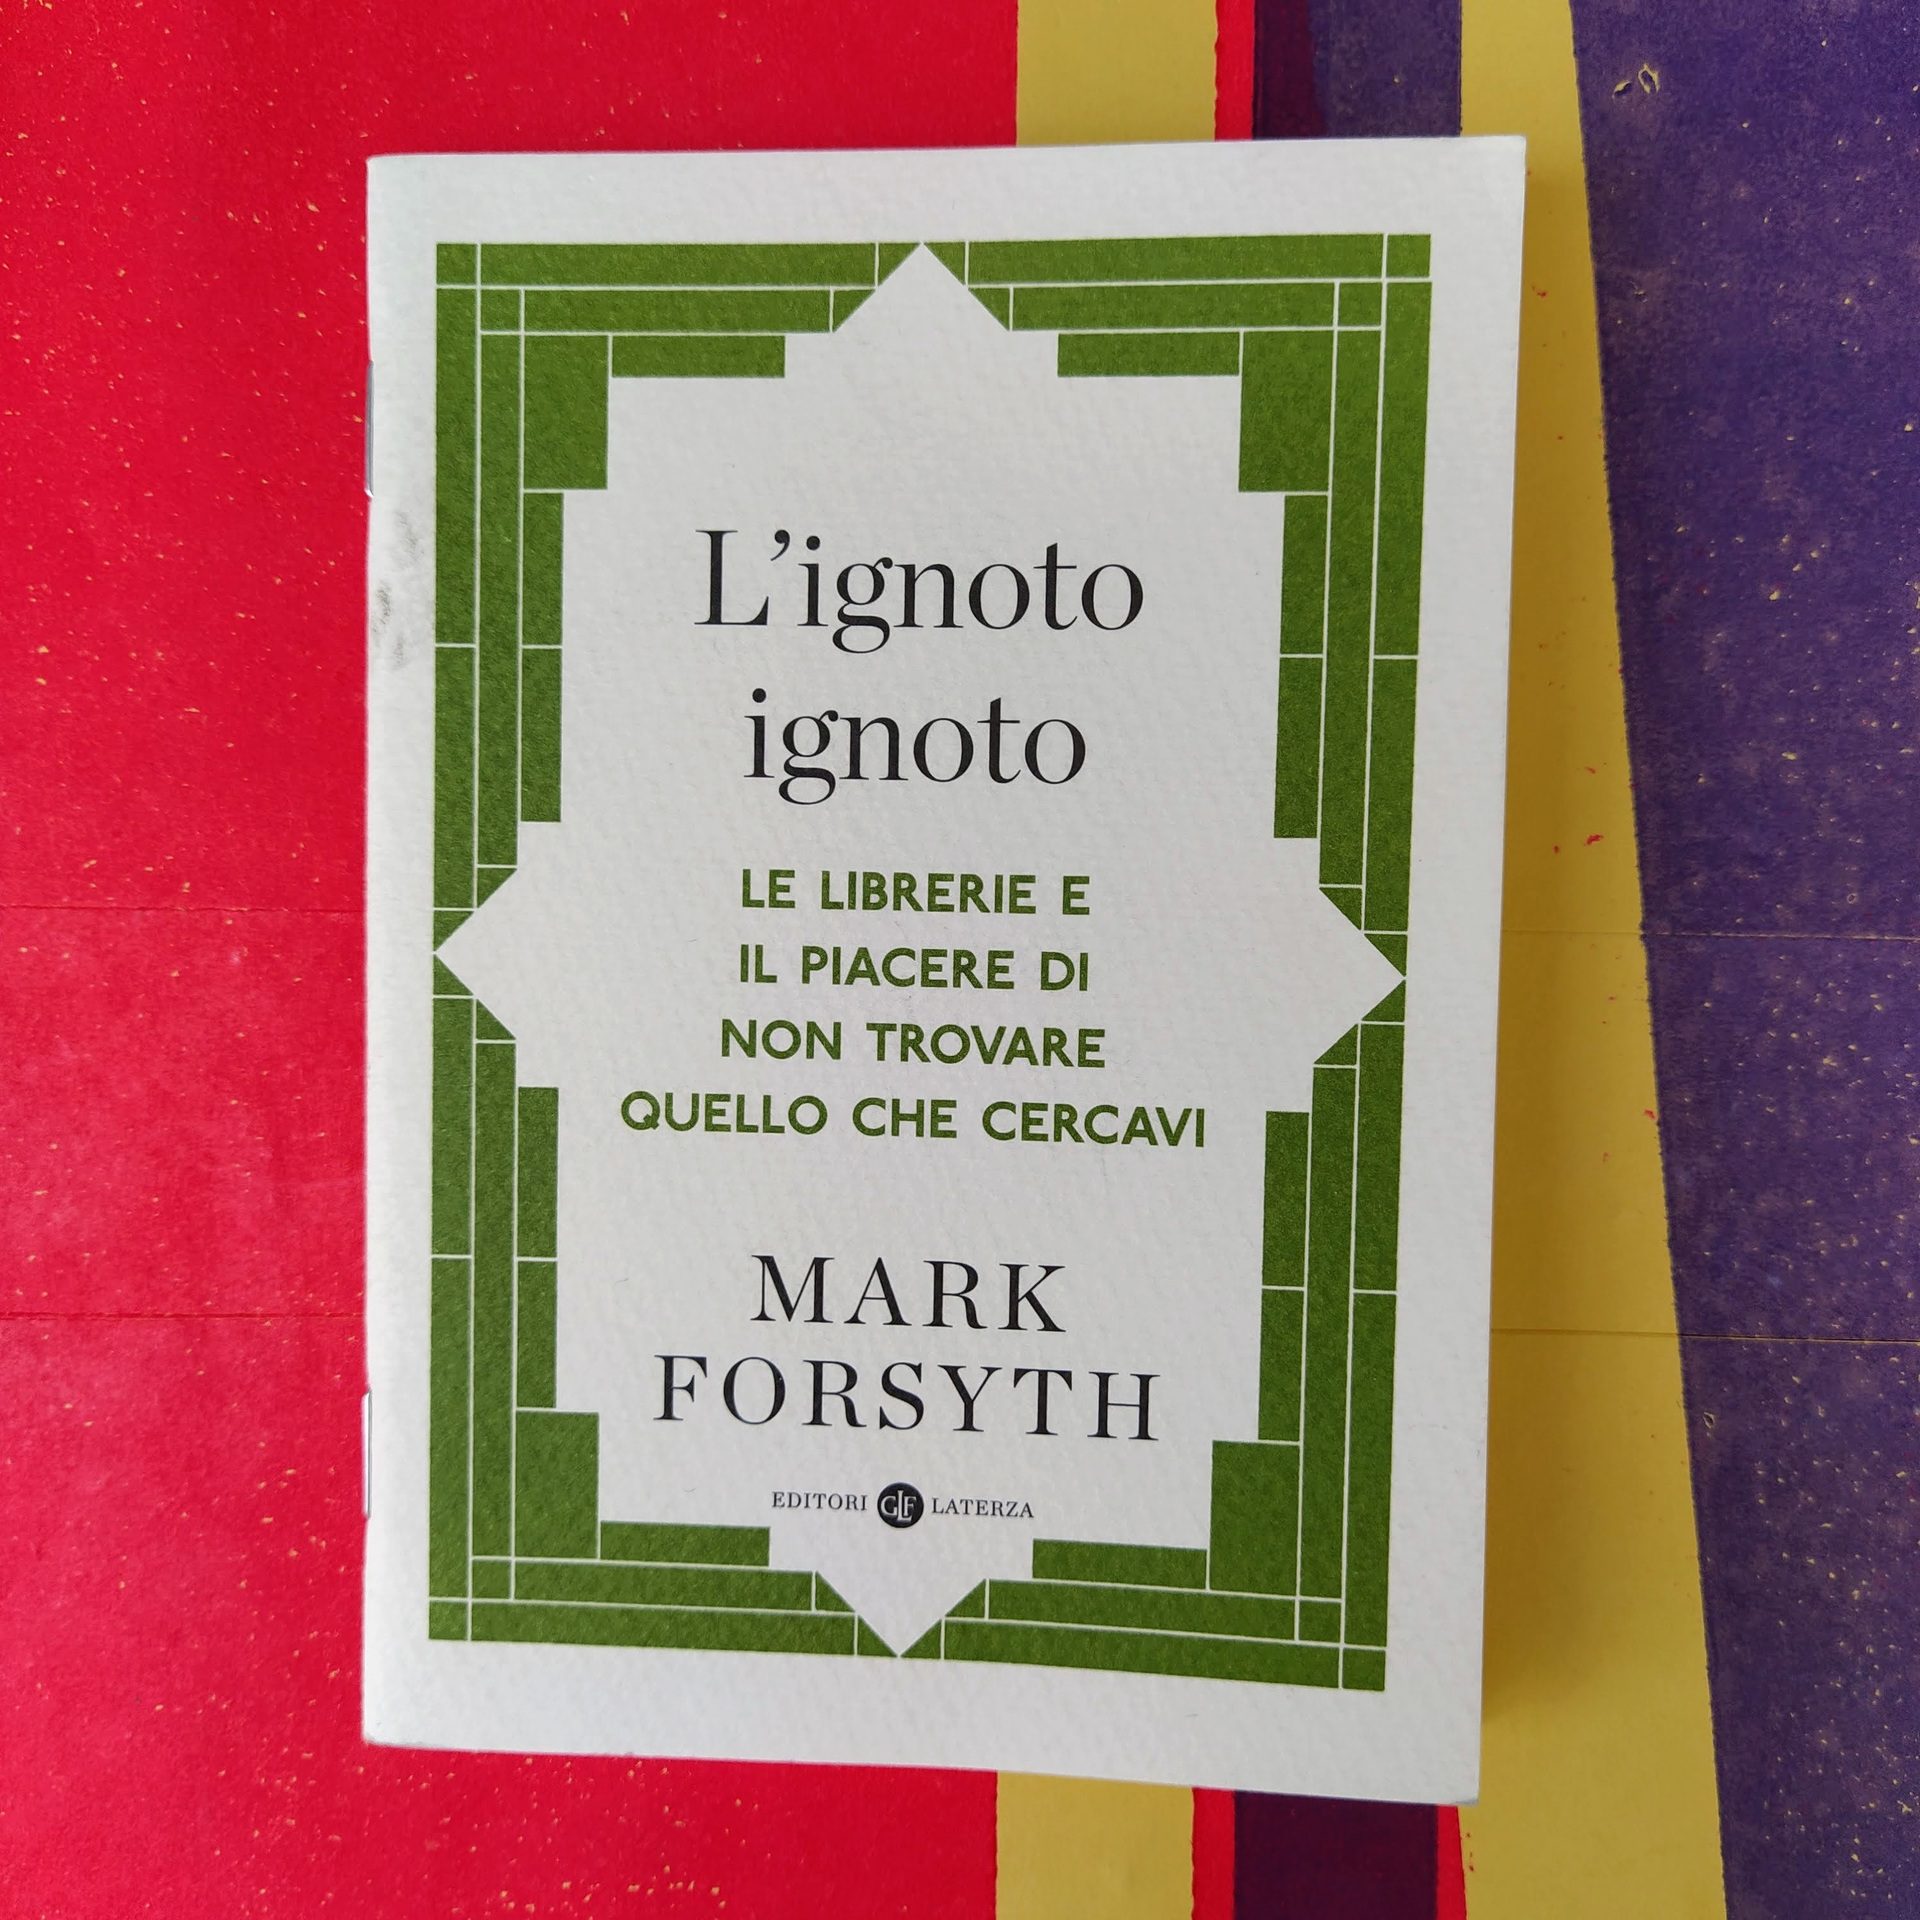 L'ignoto
ignoto
LE LIBRERIE E
IL PIACERE DI
NON TROVARE
QUELLO CHE CERCAVI
MARK
FORSYTH
EDITORI GLF LATERZA